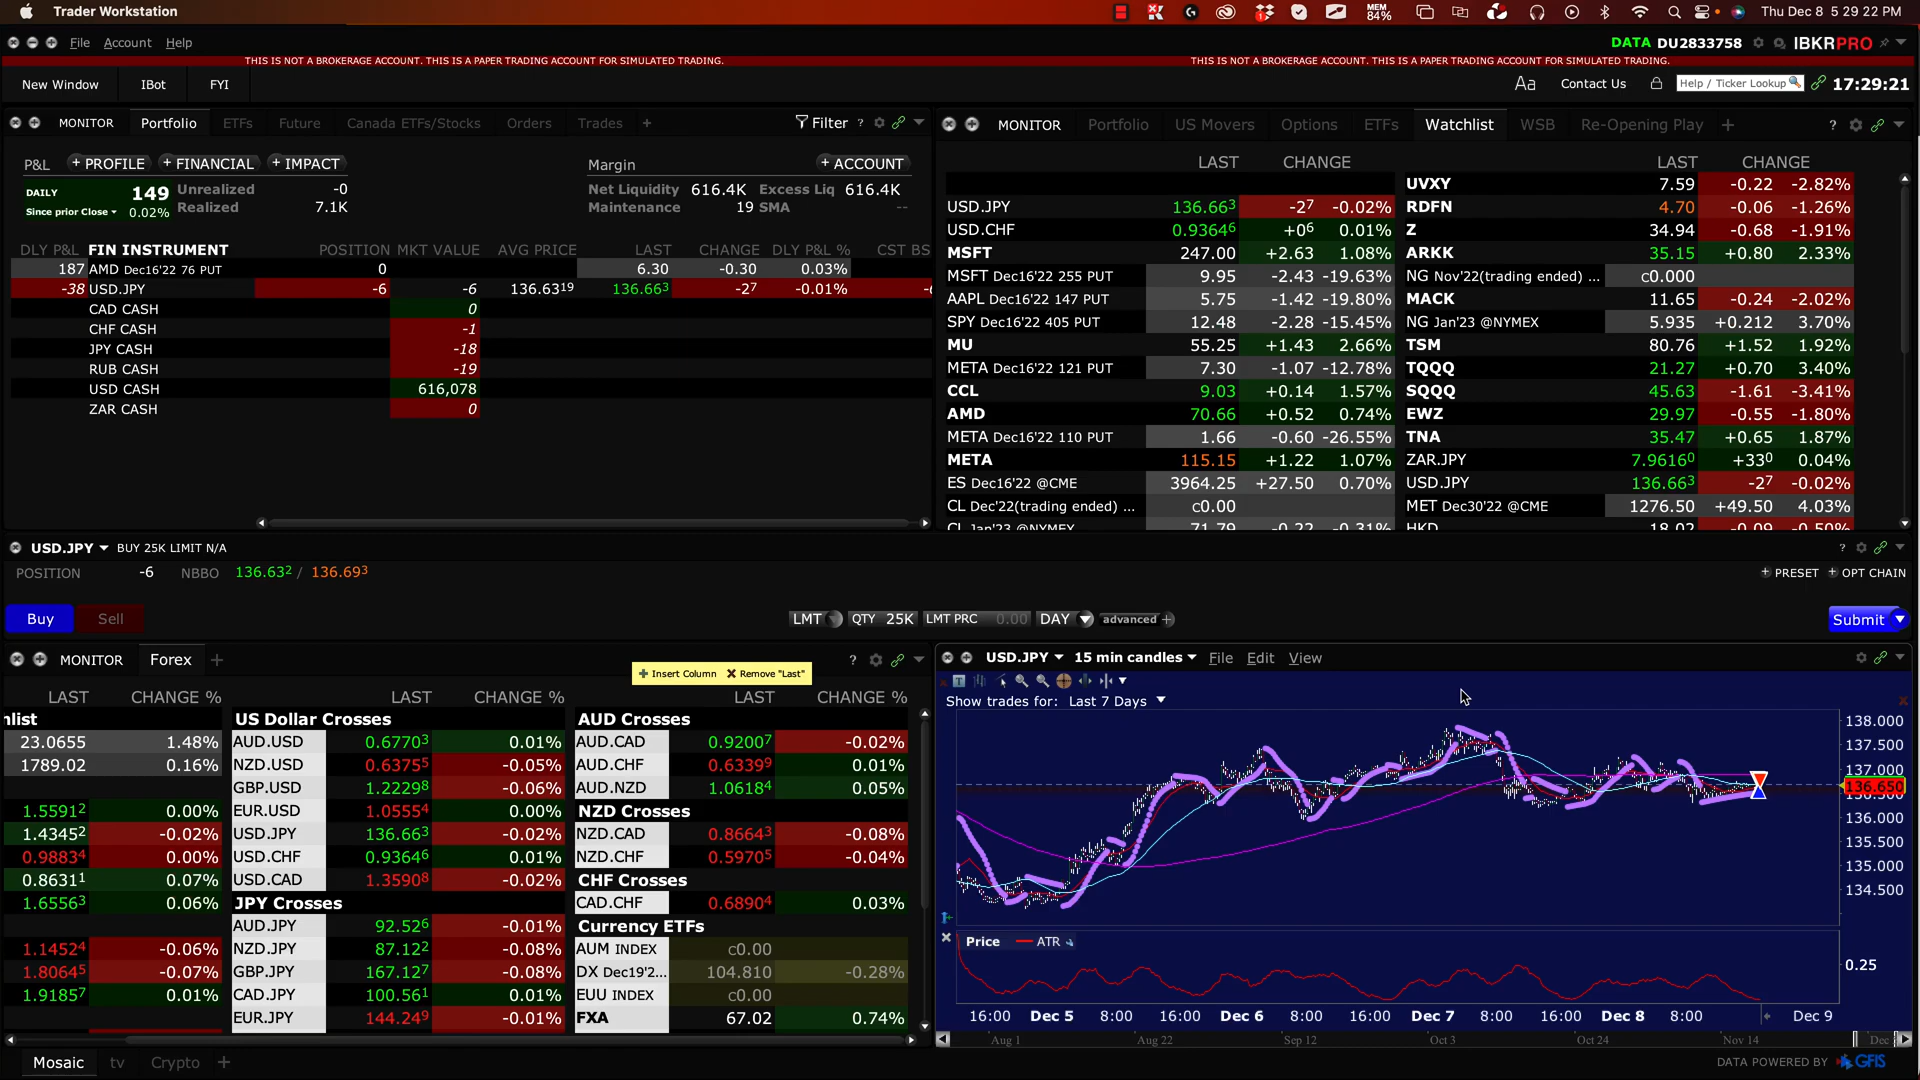 Trader Workstation
MEM 84%
Thu Dec 8 5 29 22 PM
File Account Help
DATA DU2833758 IBKRPRO
THIS IS NOT A BROKERAGE ACCOUNT. THIS IS A PAPER TRADING ACCOUNT FOR SIMULATED TRADING.
THIS IS NOT A BROKERAGE ACCOUNT. THIS IS A PAPER TRADING ACCOUNT FOR SIMULATED TRADING.
New Window IBot FYI
Aa Contact Us Help / Ticker Lookup 17:29:21
MONITOR Portfolio ETFs Future Canada ETFs/Stocks Orders Trades + Filter ?
P&L + PROFILE + FINANCIAL + IMPACT Margin + ACCOUNT
DAILY 149 Unrealized -0 Net Liquidity 616.4K Excess Liq 616.4K
Since prior Close 0.02% Realized 7.1K Maintenance 19 SMA --
DLY P&L FIN INSTRUMENT POSITION MKT VALUE AVG PRICE LAST CHANGE DLY P&L % CST BS
187 AMD Dec16'22 76 PUT 0 6.30 -0.30 0.03%
-38 USD.JPY -6 -6 136.6319 136.663 -27 -0.01%
CAD CASH 0
CHF CASH -1
JPY CASH -18
RUB CASH -19
USD CASH 616,078
ZAR CASH 0
MONITOR Portfolio US Movers Options ETFs Watchlist WSB Re-Opening Play + ?
LAST CHANGE
USD.JPY 136.663 -27 -0.02%
USD.CHF 0.93646 +06 0.01%
MSFT 247.00 +2.63 1.08%
MSFT Dec16'22 255 PUT 9.95 -2.43 -19.63%
AAPL Dec16'22 147 PUT 5.75 -1.42 -19.80%
SPY Dec16'22 405 PUT 12.48 -2.28 -15.45%
MU 55.25 +1.43 2.66%
META Dec16'22 121 PUT 7.30 -1.07 -12.78%
CCL 9.03 +0.14 1.57%
AMD 70.66 +0.52 0.74%
META Dec16'22 110 PUT 1.66 -0.60 -26.55%
META 115.15 +1.22 1.07%
ES Dec16'22 @CME 3964.25 +27.50 0.70%
CL Dec'22(trading ended) ... c0.00
CL Jan'23 @NYMEX 71.79 -0.22 -0.31%
LAST CHANGE
UVXY 7.59 -0.22 -2.82%
RDFN 4.70 -0.06 -1.26%
Z 34.94 -0.68 -1.91%
ARKK 35.15 +0.80 2.33%
NG Nov'22(trading ended) ... c0.000
MACK 11.65 -0.24 -2.02%
NG Jan'23 @NYMEX 5.935 +0.212 3.70%
TSM 80.76 +1.52 1.92%
TQQQ 21.27 +0.70 3.40%
SQQQ 45.63 -1.61 -3.41%
EWZ 29.97 -0.55 -1.80%
TNA 35.47 +0.65 1.87%
ZAR.JPY 7.96160 +330 0.04%
USD.JPY 136.663 -27 -0.02%
MET Dec30'22 @CME 1276.50 +49.50 4.03%
HKD 18.02 -0.09 -0.50%
USD.JPY BUY 25K LIMIT N/A ?
POSITION -6 NBBO 136.632 / 136.693 + PRESET + OPT CHAIN
Buy Sell LMT QTY 25K LMT PRC 0.00 DAY advanced + Submit
MONITOR Forex + ?
Insert Column Remove "Last"
LAST CHANGE % LAST CHANGE % LAST CHANGE %
hlist
23.0655 1.48%
1789.02 0.16%
1.55912 0.00%
1.43452 -0.02%
0.98834 0.00%
0.86311 0.07%
1.65563 0.06%
1.14524 -0.06%
1.80645 -0.07%
1.91857 0.01%
US Dollar Crosses
AUD.USD 0.67703 0.01%
NZD.USD 0.63755 -0.05%
GBP.USD 1.22298 -0.06%
EUR.USD 1.05554 0.00%
USD.JPY 136.663 -0.02%
USD.CHF 0.93646 0.01%
USD.CAD 1.35908 -0.02%
JPY Crosses
AUD.JPY 92.526 -0.01%
NZD.JPY 87.122 -0.08%
GBP.JPY 167.127 -0.08%
CAD.JPY 100.561 0.01%
EUR.JPY 144.249 -0.01%
AUD Crosses
AUD.CAD 0.92007 -0.02%
AUD.CHF 0.63399 0.01%
AUD.NZD 1.06184 0.05%
NZD Crosses
NZD.CAD 0.86643 -0.08%
NZD.CHF 0.59705 -0.04%
CHF Crosses
CAD.CHF 0.68904 0.03%
Currency ETFs
AUM INDEX c0.00
DX Dec19'2... 104.810 -0.28%
EUU INDEX c0.00
FXA 67.02 0.74%
USD.JPY 15 min candles File Edit View
Show trades for: Last 7 Days
138.000
137.500
137.000
136.650
136.000
135.500
135.000
134.500
Price ATR
0.25
16:00 Dec 5 8:00 16:00 Dec 6 8:00 16:00 Dec 7 8:00 16:00 Dec 8 8:00 Dec 9
Aug 1 Aug 22 Sep 12 Oct 3 Oct 24 Nov 14 Dec
Mosaic tv Crypto +
DATA POWERED BY GFIS